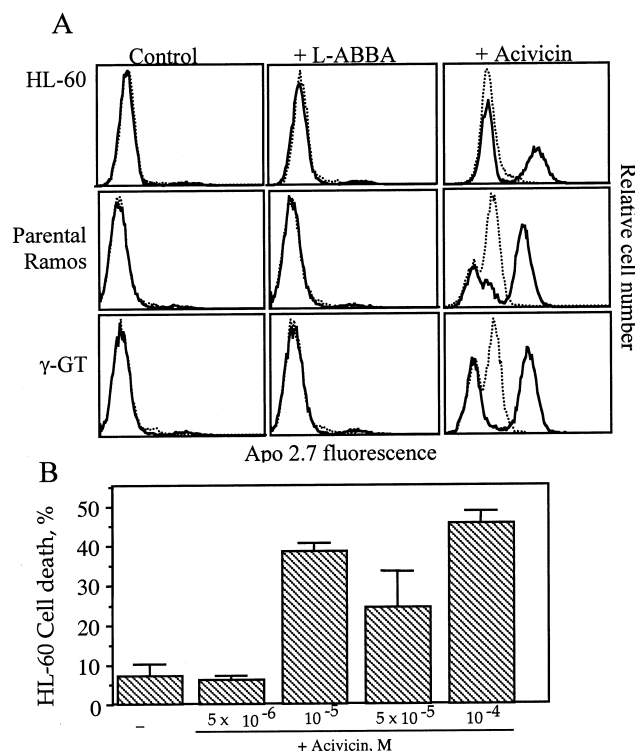 A
Control
+ L-ABBA
+ Acivicin
HL-60
Parental
Ramos
γ-GT
Relative cell number
Apo 2.7 fluorescence
B
HL-60 Cell death, %
50
40
30
20
10
0
– 5 x 10-6 10-5 5 x 10-5 10-4
+ Acivicin, M